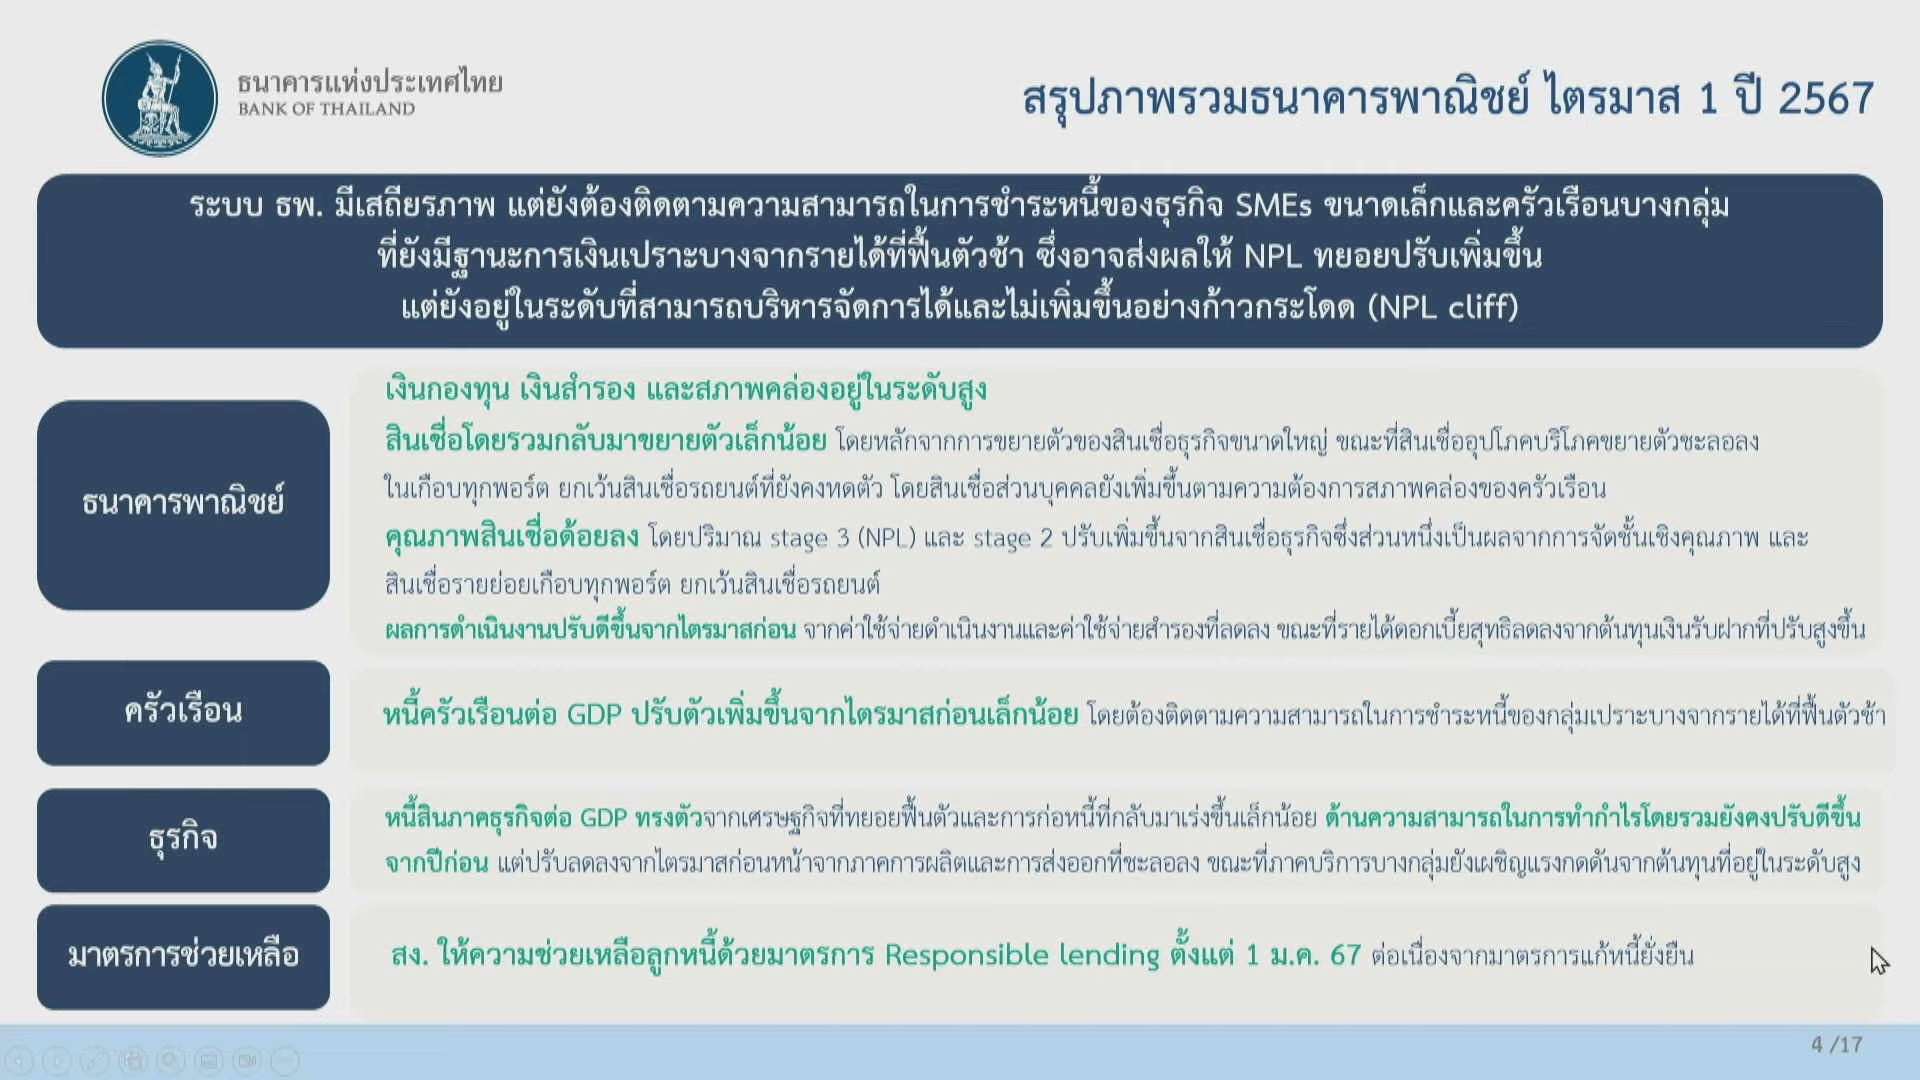 ธนาคารแห่งประเทศไทย
BANK OF THAILAND
สรุปภาพรวมธนาคารพาณิชย์ ไตรมาส 1 ปี 2567
ระบบ ธพ. มีเสถียรภาพ แต่ยังต้องติดตามความสามารถในการชำระหนี้ของธุรกิจ SMEs ขนาดเล็กและครัวเรือนบางกลุ่ม
ที่ยังมีฐานะการเงินเปราะบางจากรายได้ที่ฟื้นตัวช้า ซึ่งอาจส่งผลให้ NPL ทยอยปรับเพิ่มขึ้น
แต่ยังอยู่ในระดับที่สามารถบริหารจัดการได้และไม่เพิ่มขึ้นอย่างก้าวกระโดด (NPL cliff)
ธนาคารพาณิชย์
เงินกองทุน เงินสำรอง และสภาพคล่องอยู่ในระดับสูง
สินเชื่อโดยรวมกลับมาขยายตัวเล็กน้อย โดยหลักจากการขยายตัวของสินเชื่อธุรกิจขนาดใหญ่ ขณะที่สินเชื่ออุปโภคบริโภคขยายตัวชะลอลง
ในเกือบทุกพอร์ต ยกเว้นสินเชื่อรถยนต์ที่ยังคงหดตัว โดยสินเชื่อส่วนบุคคลยังเพิ่มขึ้นตามความต้องการสภาพคล่องของครัวเรือน
คุณภาพสินเชื่อด้อยลง โดยปริมาณ stage 3 (NPL) และ stage 2 ปรับเพิ่มขึ้นจากสินเชื่อธุรกิจซึ่งส่วนหนึ่งเป็นผลจากการจัดชั้นเชิงคุณภาพ และ
สินเชื่อรายย่อยเกือบทุกพอร์ต ยกเว้นสินเชื่อรถยนต์
ผลการดำเนินงานปรับดีขึ้นจากไตรมาสก่อน จากค่าใช้จ่ายดำเนินงานและค่าใช้จ่ายสำรองที่ลดลง ขณะที่รายได้ดอกเบี้ยสุทธิลดลงจากต้นทุนเงินรับฝากที่ปรับสูงขึ้น
ครัวเรือน
หนี้ครัวเรือนต่อ GDP ปรับตัวเพิ่มขึ้นจากไตรมาสก่อนเล็กน้อย โดยต้องติดตามความสามารถในการชำระหนี้ของกลุ่มเปราะบางจากรายได้ที่ฟื้นตัวช้า
ธุรกิจ
หนี้สินภาคธุรกิจต่อ GDP ทรงตัวจากเศรษฐกิจที่ทยอยฟื้นตัวและการก่อหนี้ที่กลับมาเร่งขึ้นเล็กน้อย ด้านความสามารถในการทำกำไรโดยรวมยังคงปรับดีขึ้น
จากปีก่อน แต่ปรับลดลงจากไตรมาสก่อนหน้าจากภาคการผลิตและการส่งออกที่ชะลอลง ขณะที่ภาคบริการบางกลุ่มยังเผชิญแรงกดดันจากต้นทุนที่อยู่ในระดับสูง
มาตรการช่วยเหลือ
สง. ให้ความช่วยเหลือลูกหนี้ด้วยมาตรการ Responsible lending ตั้งแต่ 1 ม.ค. 67 ต่อเนื่องจากมาตรการแก้หนี้ยั่งยืน
4 /17